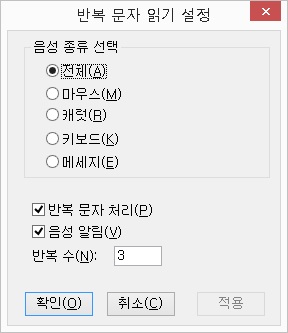 반복 문자 읽기 설정
음성 종류 선택
전체(A)
마우스(M)
캐럿(R)
키보드(K)
메세지(E)
반복 문자 처리(P)
음성 알림(V)
반복 수(N): 3
확인(O) 취소(C) 적용